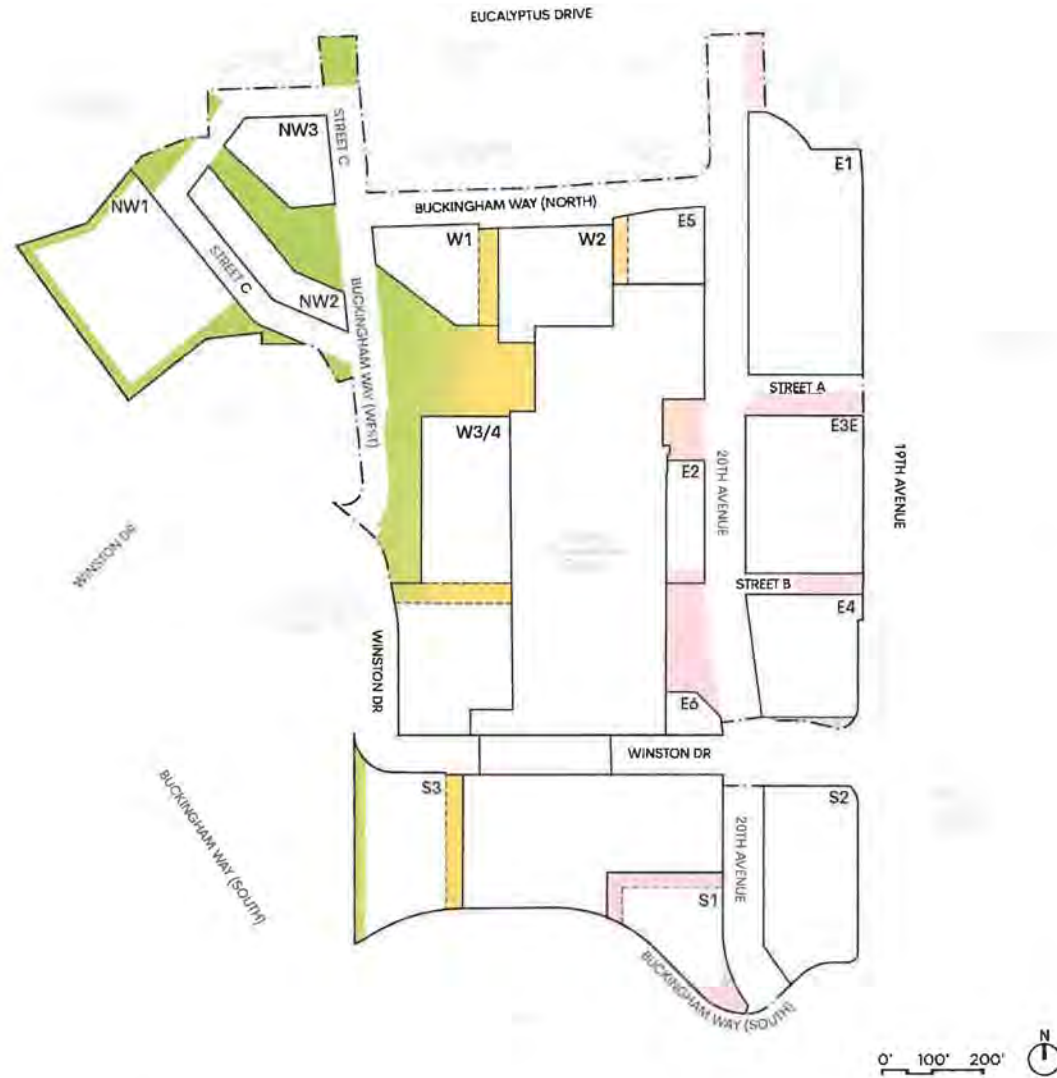 EUCALYPTUS DRIVE
NW3
STREET C
E1
NW1
BUCKINGHAM WAY (NORTH)
E5
W1
W2
STREET C
NW2
BUCKINGHAM WAY (WEST)
STREET A
W3/4
E3E
19TH AVENUE
20TH AVENUE
E2
WINSTON DR
STREET B
E4
WINSTON DR
E6
WINSTON DR
S3
S2
BUCKINGHAM WAY (SOUTH)
20TH AVENUE
S1
BUCKINGHAM WAY (SOUTH)
N
0' 100' 200'